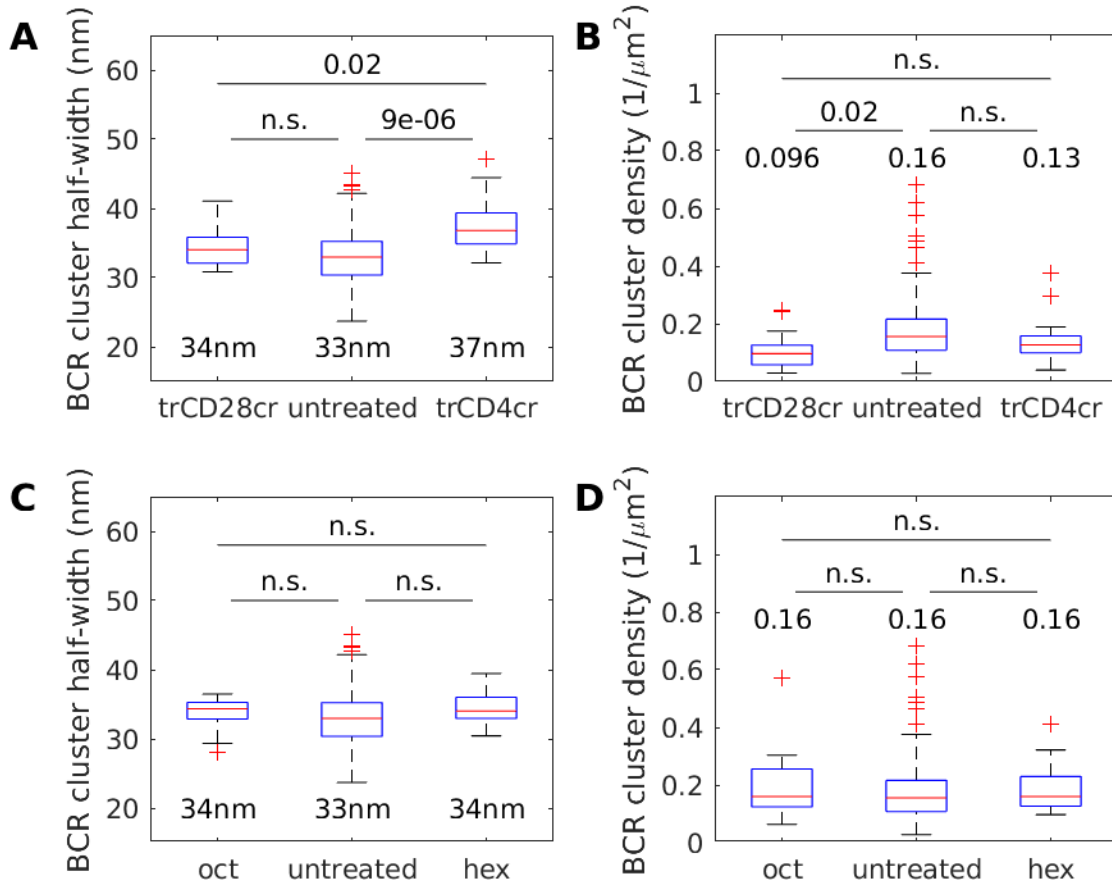 A
BCR cluster half-width (nm)
60
50
40
30
20
0.02
n.s.
9e-06
34nm
33nm
37nm
trCD28cr
untreated
trCD4cr
B
BCR cluster density (1/μm²)
1
0.8
0.6
0.4
0.2
0
n.s.
0.02
n.s.
0.096
0.16
0.13
trCD28cr
untreated
trCD4cr
C
BCR cluster half-width (nm)
60
50
40
30
20
n.s.
n.s.
n.s.
34nm
33nm
34nm
oct
untreated
hex
D
BCR cluster density (1/μm²)
1
0.8
0.6
0.4
0.2
0
n.s.
n.s.
n.s.
0.16
0.16
0.16
oct
untreated
hex